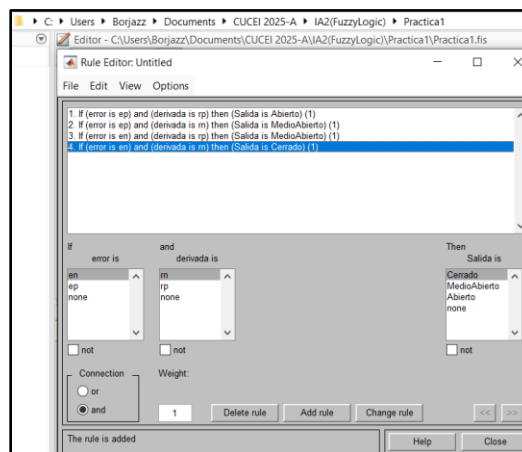 C: › Users › Borjazz › Documents › CUCEI 2025-A › IA2(FuzzyLogic) › Practica1
Editor - C:\Users\Borjazz\Documents\CUCEI 2025-A\IA2(FuzzyLogic)\Practica1\Practica1.fis
Rule Editor: Untitled
File Edit View Options
1. If (error is ep) and (derivada is rp) then (Salida is Abierto) (1)
2. If (error is ep) and (derivada is rn) then (Salida is MedioAbierto) (1)
3. If (error is en) and (derivada is rp) then (Salida is MedioAbierto) (1)
4. If (error is en) and (derivada is rn) then (Salida is Cerrado) (1)
If and Then
error is derivada is Salida is
en rn Cerrado
ep rp MedioAbierto
none none Abierto
none
not not not
Connection Weight:
or
and 1 Delete rule Add rule Change rule << >>
The rule is added Help Close